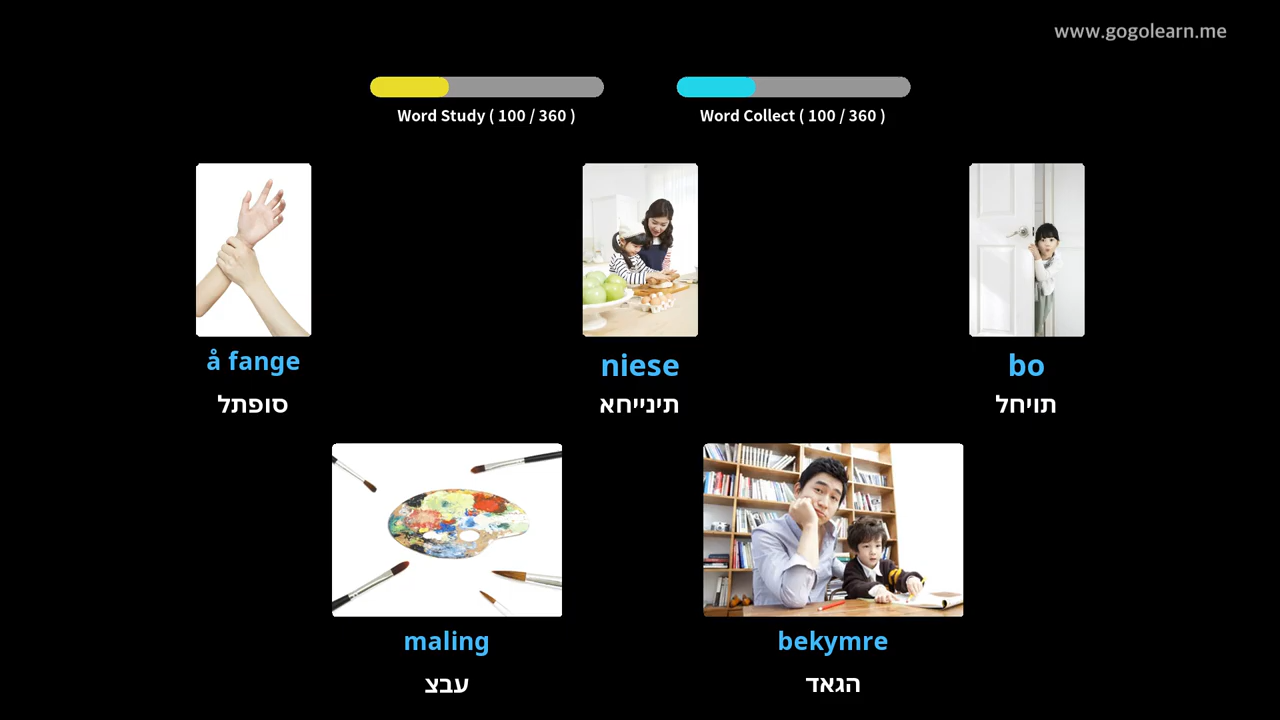 www.gogolearn.me
Word Study ( 100 / 360 )
Word Collect ( 100 / 360 )
å fange
סופתל
niese
תינייחא
bo
תויחל
maling
עבצ
bekymre
הגאד